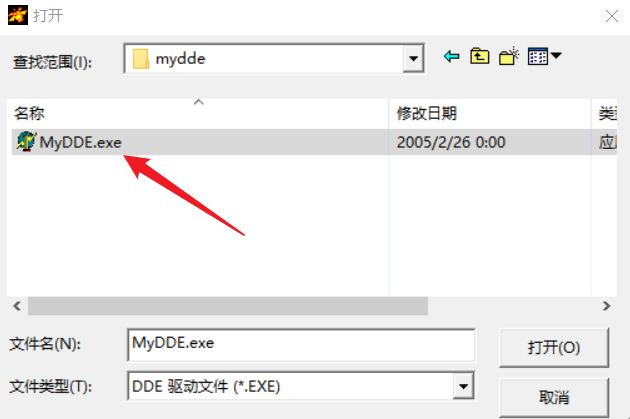 打开
查找范围(I):
mydde
名称
修改日期
类型
MyDDE.exe
2005/2/26 0:00
应
文件名(N):
MyDDE.exe
打开(O)
文件类型(T):
DDE 驱动文件 (*.EXE)
取消